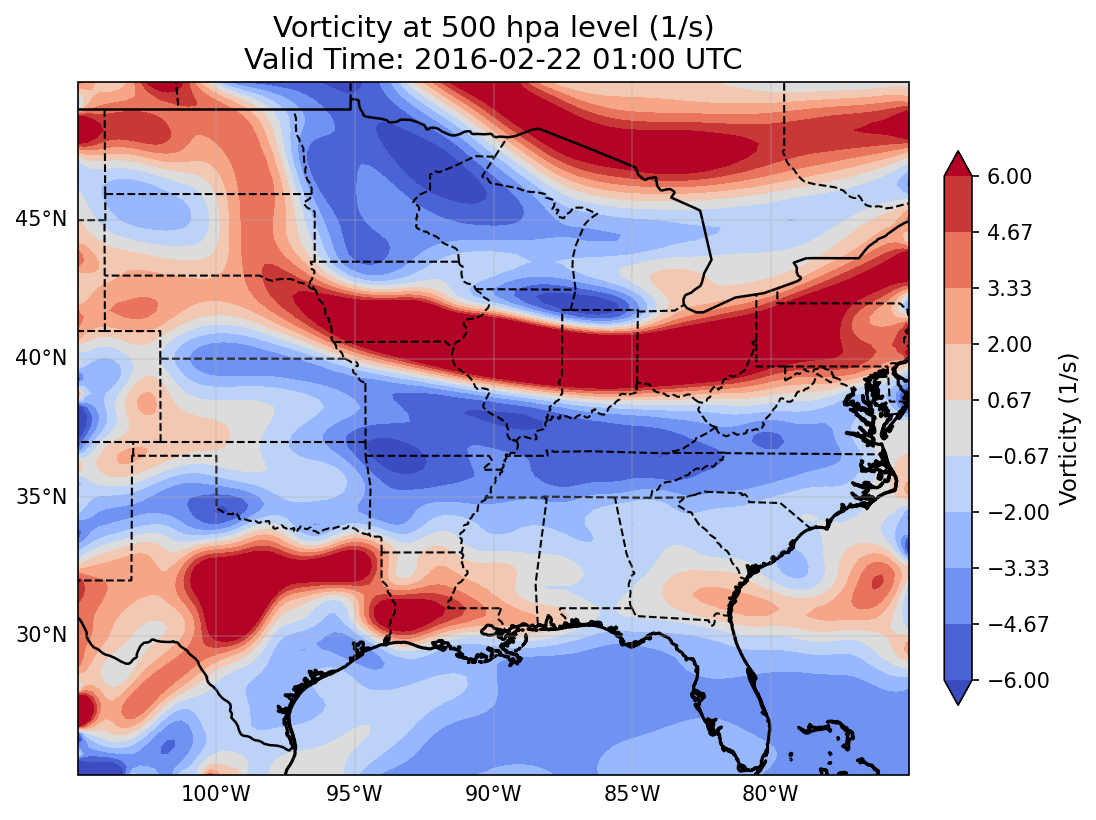 Vorticity at 500 hpa level (1/s)
Valid Time: 2016-02-22 01:00 UTC
45°N
40°N
35°N
30°N
100°W
95°W
90°W
85°W
80°W
6.00
4.67
3.33
2.00
0.67
−0.67
−2.00
−3.33
−4.67
−6.00
Vorticity (1/s)